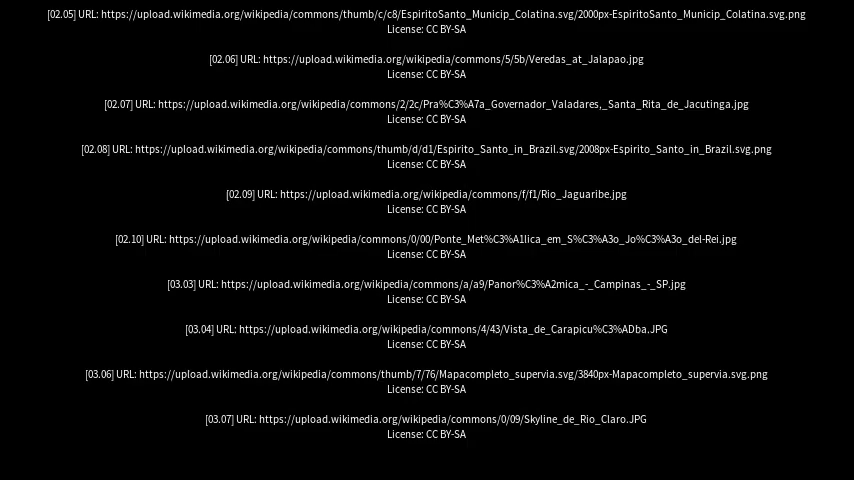 [02.05] URL: https://upload.wikimedia.org/wikipedia/commons/thumb/c/c8/EspiritoSanto_Municip_Colatina.svg/2000px-EspiritoSanto_Municip_Colatina.svg.png
License: CC BY-SA
[02.06] URL: https://upload.wikimedia.org/wikipedia/commons/5/5b/Veredas_at_Jalapao.jpg
License: CC BY-SA
[02.07] URL: https://upload.wikimedia.org/wikipedia/commons/2/2c/Pra%C3%A7a_Governador_Valadares,_Santa_Rita_de_Jacutinga.jpg
License: CC BY-SA
[02.08] URL: https://upload.wikimedia.org/wikipedia/commons/thumb/d/d1/Espirito_Santo_in_Brazil.svg/2008px-Espirito_Santo_in_Brazil.svg.png
License: CC BY-SA
[02.09] URL: https://upload.wikimedia.org/wikipedia/commons/f/f1/Rio_Jaguaribe.jpg
License: CC BY-SA
[02.10] URL: https://upload.wikimedia.org/wikipedia/commons/0/00/Ponte_Met%C3%A1lica_em_S%C3%A3o_Jo%C3%A3o_del-Rei.jpg
License: CC BY-SA
[03.03] URL: https://upload.wikimedia.org/wikipedia/commons/a/a9/Panor%C3%A2mica_-_Campinas_-_SP.jpg
License: CC BY-SA
[03.04] URL: https://upload.wikimedia.org/wikipedia/commons/4/43/Vista_de_Carapicu%C3%ADba.JPG
License: CC BY-SA
[03.06] URL: https://upload.wikimedia.org/wikipedia/commons/thumb/7/76/Mapacompleto_supervia.svg/3840px-Mapacompleto_supervia.svg.png
License: CC BY-SA
[03.07] URL: https://upload.wikimedia.org/wikipedia/commons/0/09/Skyline_de_Rio_Claro.JPG
License: CC BY-SA